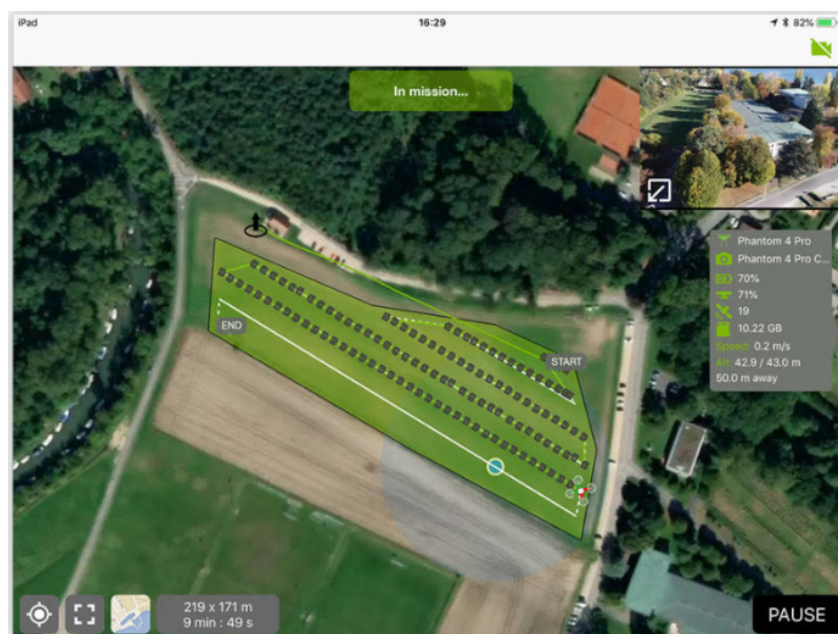 iPad
16:29
82%
In mission...
Phantom 4 Pro
Phantom 4 Pro C...
70%
71%
19
10.22 GB
Speed: 0.2 m/s
Alt: 42.9 / 43.0 m
50.0 m away
END
START
219 x 171 m
9 min : 49 s
PAUSE